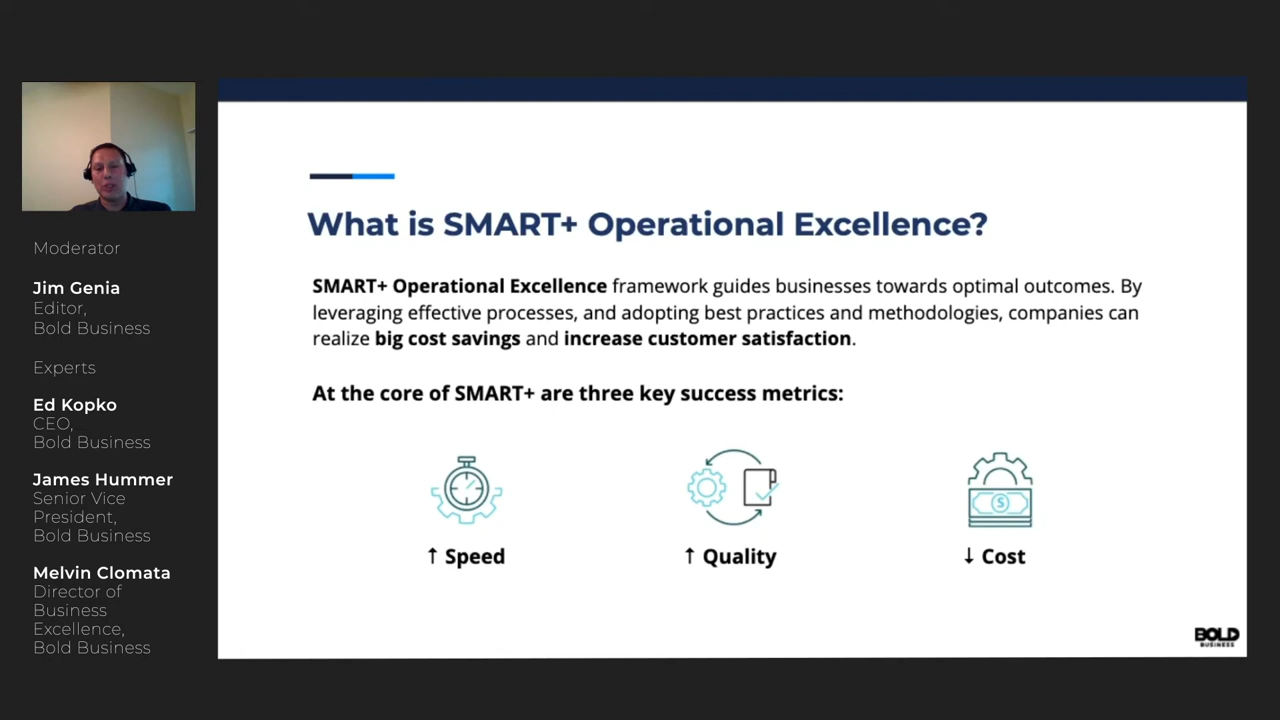 Moderator
Jim Genia
Editor,
Bold Business
Experts
Ed Kopko
CEO,
Bold Business
James Hummer
Senior Vice
President,
Bold Business
Melvin Clomata
Director of
Business
Excellence,
Bold Business
What is SMART+ Operational Excellence?
SMART+ Operational Excellence framework guides businesses towards optimal outcomes. By
leveraging effective processes, and adopting best practices and methodologies, companies can
realize big cost savings and increase customer satisfaction.
At the core of SMART+ are three key success metrics:
$
↑ Speed
↑ Quality
↓ Cost
BOLD
BUSINESS